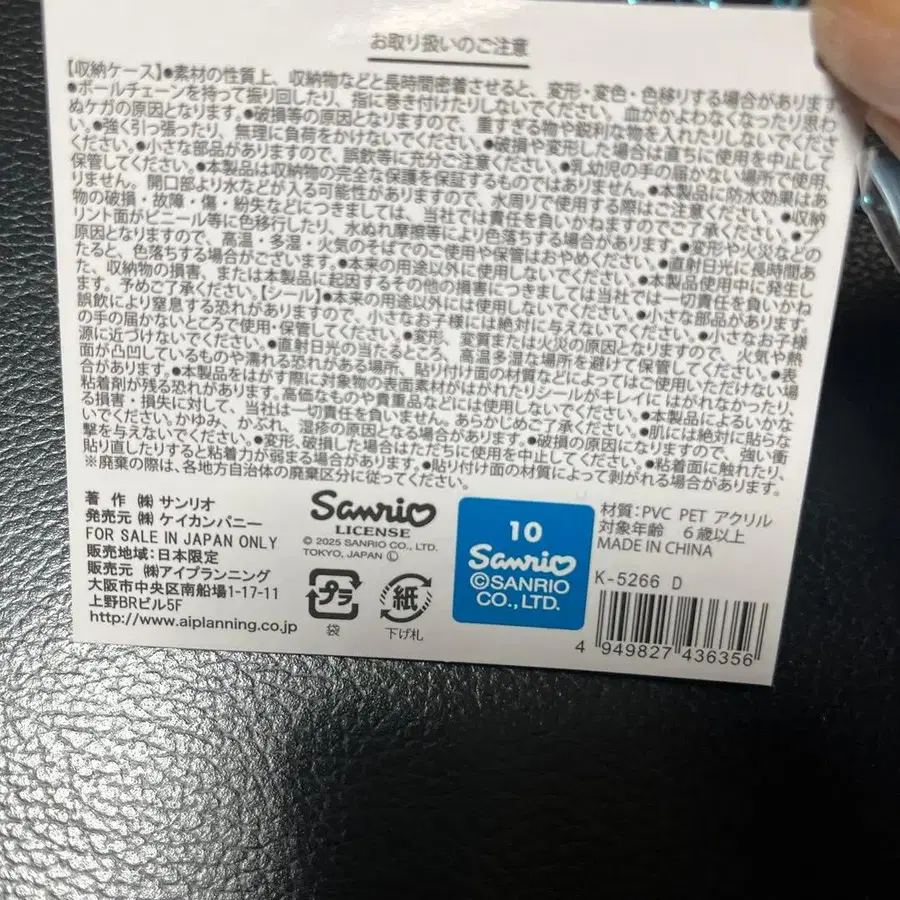 お取り扱いのご注意
【収納ケース】●素材の性質上、収納物などと長時間密着させると、変形・変色・色移りする場合があります。
●ボールチェーンを持って振り回したり、指に巻き付けたりしないでください。血がかよわなくなったり思わ
ぬケガの原因となります。●破損等の原因となりますので、重すぎる物や鋭利な物を入れたりしないでくださ
い。●強く引っ張ったり、無理に負荷をかけないでください。●破損や変形した場合は直ちに使用を中止して
ください。●小さな部品がありますので、誤飲等に充分ご注意ください。●乳幼児の手の届かない場所で使用、
保管してください。●本製品は収納物の完全な保護を保証するものではありません。●本製品に防水効果はあ
りません。開口部より水などが入る可能性がありますので、水周りで使用する際はご注意ください。●収納
物の破損・故障・傷・紛失などにつきましては、当社では責任を負いかねますのでご了承ください。●プ
リント面がビニール等に色移行したり、水ぬれ摩擦等により色落ちする場合があります。●変形や火災などの
原因となりますので、高温・多湿・火気のそばでのご使用や保管はおやめください。●直射日光に長時間あ
たると、色落ちする場合がございます。●本来の用途以外に使用しないでください。●本製品使用中に発生し
た、収納物の損害、または本製品に起因するその他の損害につきましては当社では一切責任を負いかね
ます。予めご了承ください。【シール】●本来の用途以外には使用しないでください。●小さな部品があります。
誤飲により窒息する恐れがありますので、小さなお子様には絶対に与えないでください。●小さなお子様
の手の届かないところで使用・保管してください。●変形、変質または火災の原因となりますので、火気や熱
源に近づけないでください。●直射日光の当たるところ、高温多湿な場所を避けて保管してください。●表
面が凸凹しているものや濡れる恐れがある場所、貼り付け面の材質などによってはご使用いただけない場
合があります。●本製品をはがす際に対象物の表面素材がはがれたりシールがキレイにはがれなかったり、
粘着剤が残る恐れがあります。高価なものや貴重品などには使用しないでください。●本製品によるいかな
る損害・損失に対して、当社は一切責任を負いません。あらかじめご了承ください。●肌には絶対に貼らな
いでください。かゆみ、かぶれ、湿疹の原因となる場合があります。●破損の原因になりますので、強い衝
撃を与えないでください。●変形、破損した場合はただちに使用を中止してください。●粘着面に触れたり、
貼り直したりすると粘着力が弱まる場合があります。●貼り付け面の材質によって剥がれる場合があります。
※廃棄の際は、各地方自治体の廃棄区分に従ってください。
著 作 ㈱ サンリオ
発売元 ㈱ ケイカンパニー
FOR SALE IN JAPAN ONLY
販売地域:日本限定
販売元 ㈱アイプランニング
大阪市中央区南船場1-17-11
上野BRビル5F
http://www.aiplanning.co.jp
Sanrio
LICENSE
© 2025 SANRIO CO., LTD.
TOKYO, JAPAN Ⓛ
プラ
袋
紙
下げ札
10
Sanrio
©SANRIO
CO., LTD.
材質:PVC PET アクリル
対象年齢 6歳以上
MADE IN CHINA
K-5266 D
4 949827 436356